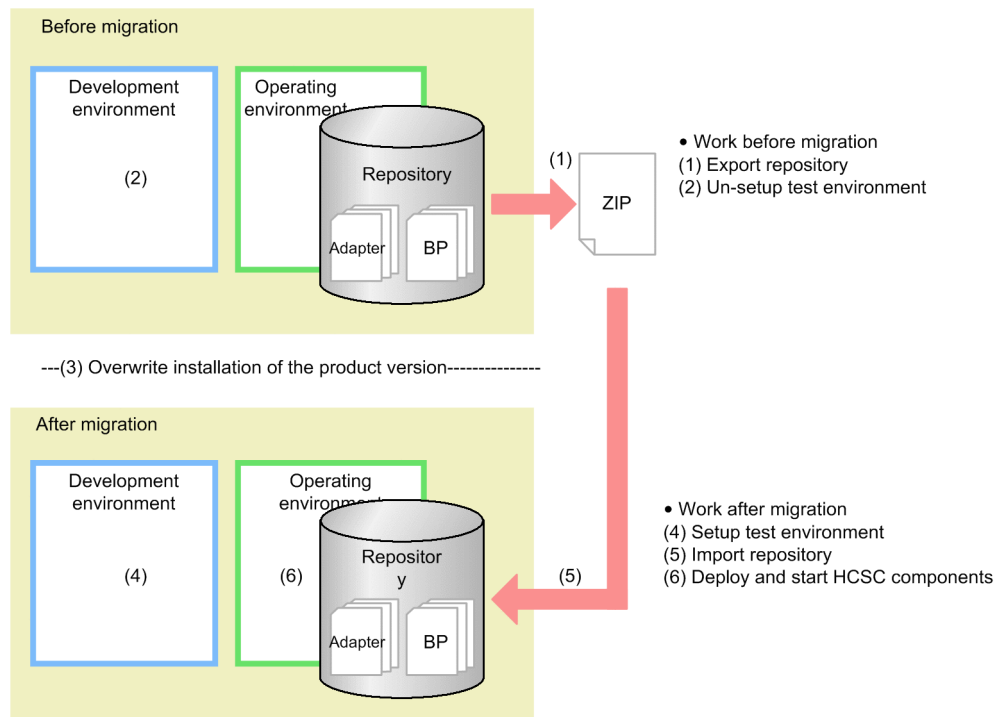 Before migration
Development
environment
(2)
Operating
environment
Repository
Adapter
BP
(1)
ZIP
• Work before migration
(1) Export repository
(2) Un-setup test environment
---(3) Overwrite installation of the product version---------------
After migration
Development
environment
(4)
Operating
environment
(6)
Repositor
y
Adapter
BP
(5)
• Work after migration
(4) Setup test environment
(5) Import repository
(6) Deploy and start HCSC components